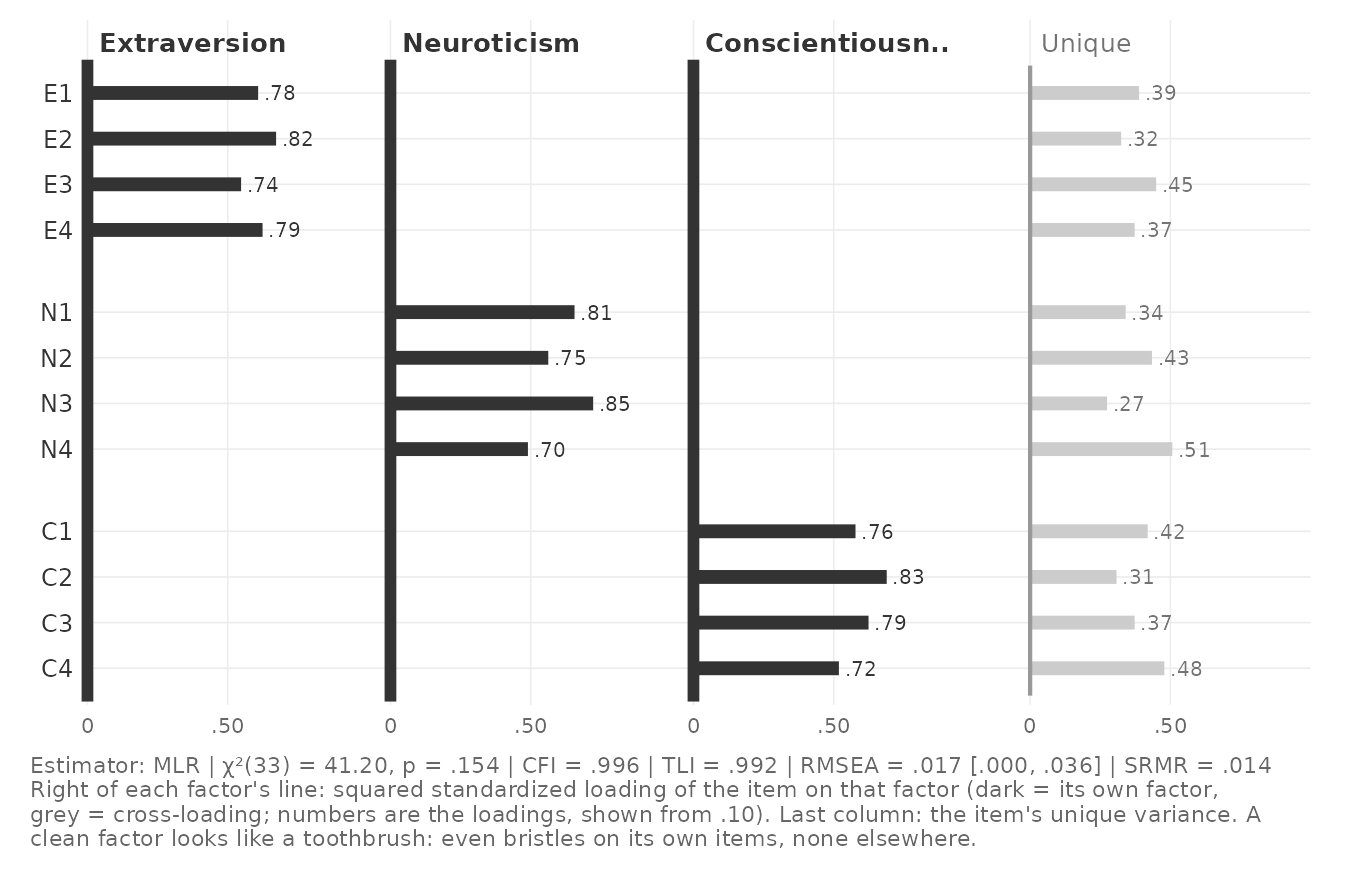 Extraversion Neuroticism Conscientiousn.. Unique
E1 .78 .39
E2 .82 .32
E3 .74 .45
E4 .79 .37
N1 .81 .34
N2 .75 .43
N3 .85 .27
N4 .70 .51
C1 .76 .42
C2 .83 .31
C3 .79 .37
C4 .72 .48
0 .50 0 .50 0 .50 0 .50
Estimator: MLR | χ²(33) = 41.20, p = .154 | CFI = .996 | TLI = .992 | RMSEA = .017 [.000, .036] | SRMR = .014
Right of each factor's line: squared standardized loading of the item on that factor (dark = its own factor,
grey = cross-loading; numbers are the loadings, shown from .10). Last column: the item's unique variance. A
clean factor looks like a toothbrush: even bristles on its own items, none elsewhere.